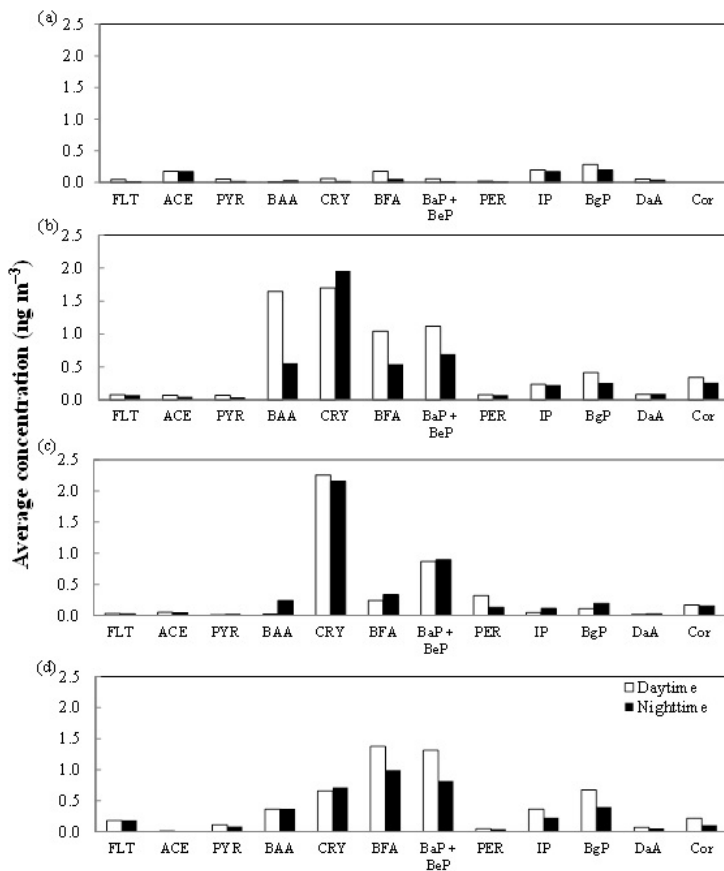 (a)
2.5
2.0
1.5
1.0
0.5
0.0
FLT ACE PYR BAA CRY BFA BaP + BeP PER IP BgP DaA Cor
(b)
2.5
2.0
1.5
1.0
0.5
0.0
FLT ACE PYR BAA CRY BFA BaP + BeP PER IP BgP DaA Cor
Average concentration (ng m⁻³)
(c)
2.5
2.0
1.5
1.0
0.5
0.0
FLT ACE PYR BAA CRY BFA BaP + BeP PER IP BgP DaA Cor
(d)
2.5
2.0
1.5
1.0
0.5
0.0
Daytime
Nighttime
FLT ACE PYR BAA CRY BFA BaP + BeP PER IP BgP DaA Cor